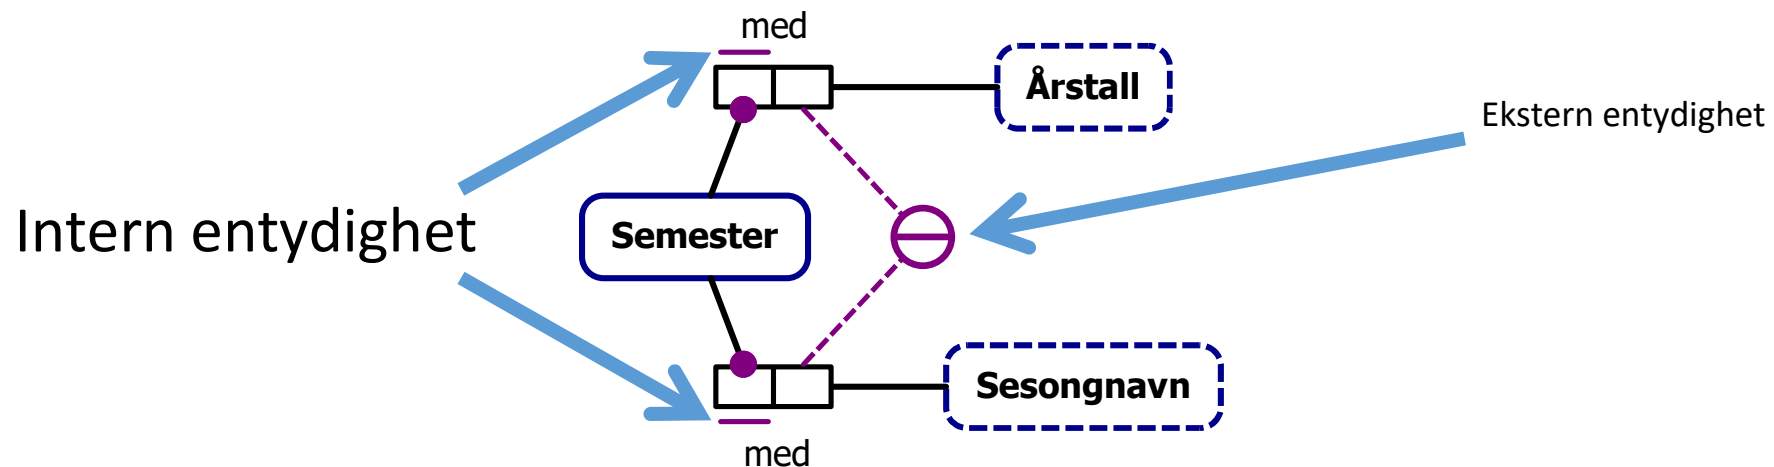 med
Årstall
Ekstern entydighet
Intern entydighet
Semester
Sesongnavn
med